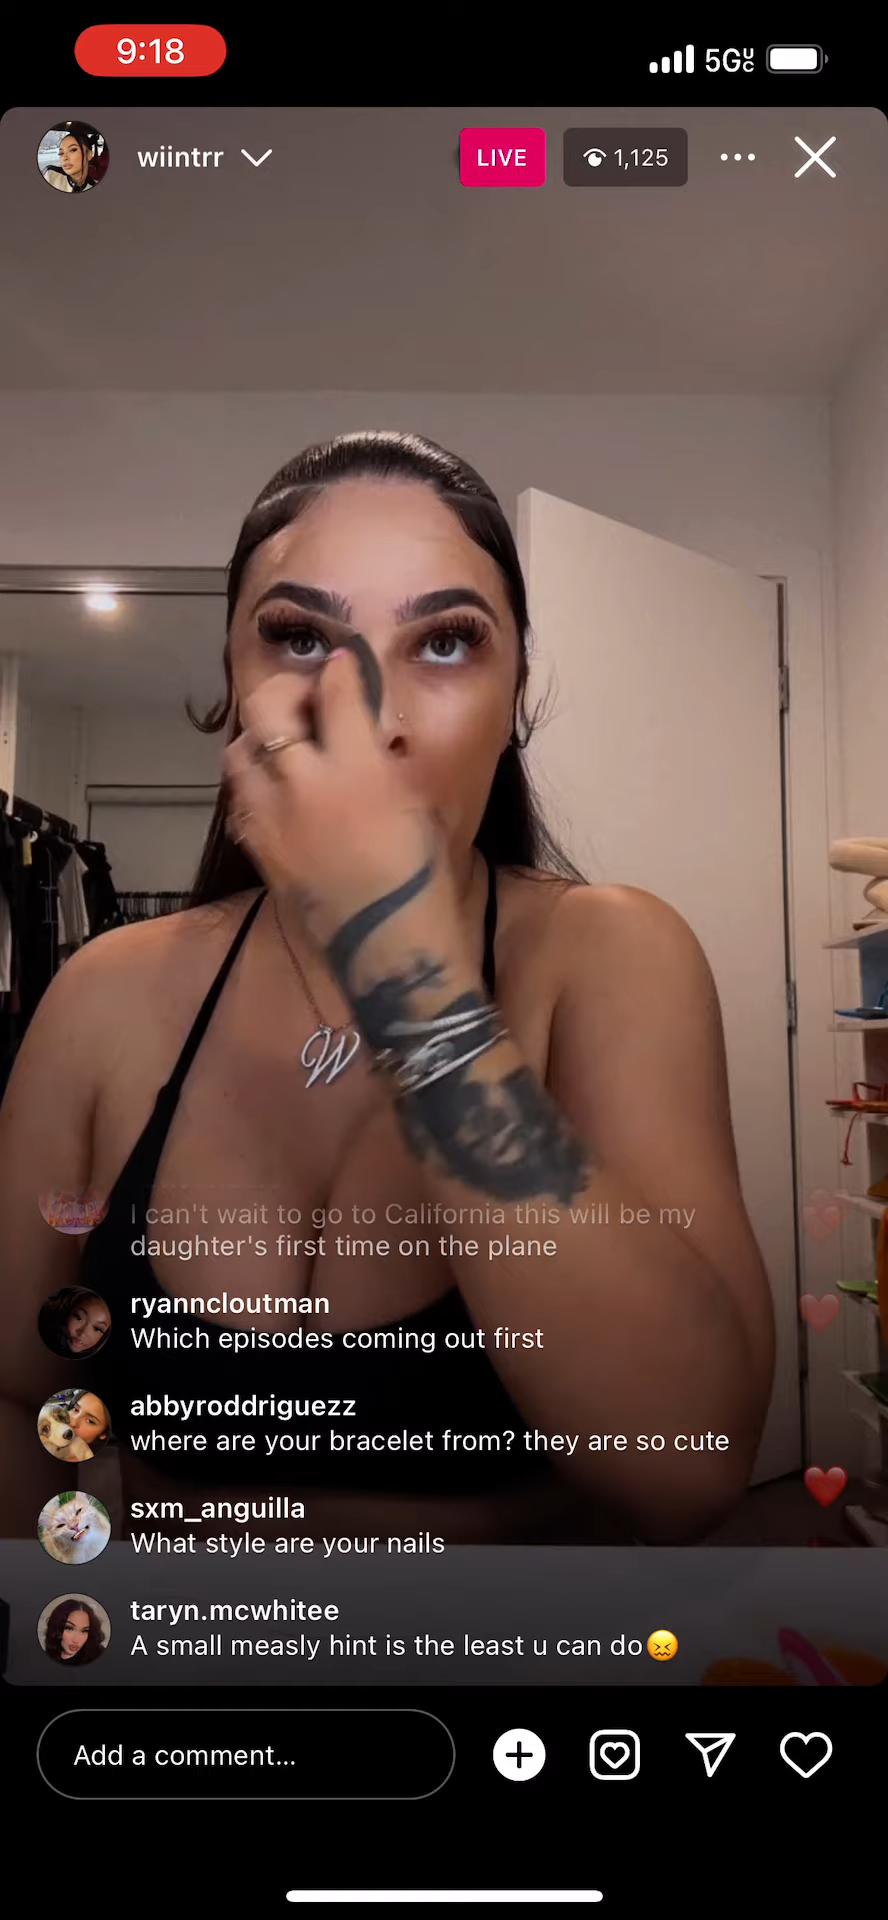 9:18
5GUC
wiintrr
LIVE
1,125
W
I can't wait to go to California this will be my
daughter's first time on the plane
ryanncloutman
Which episodes coming out first
abbyroddriguezz
where are your bracelet from? they are so cute
sxm_anguilla
What style are your nails
taryn.mcwhitee
A small measly hint is the least u can do😖
Add a comment...